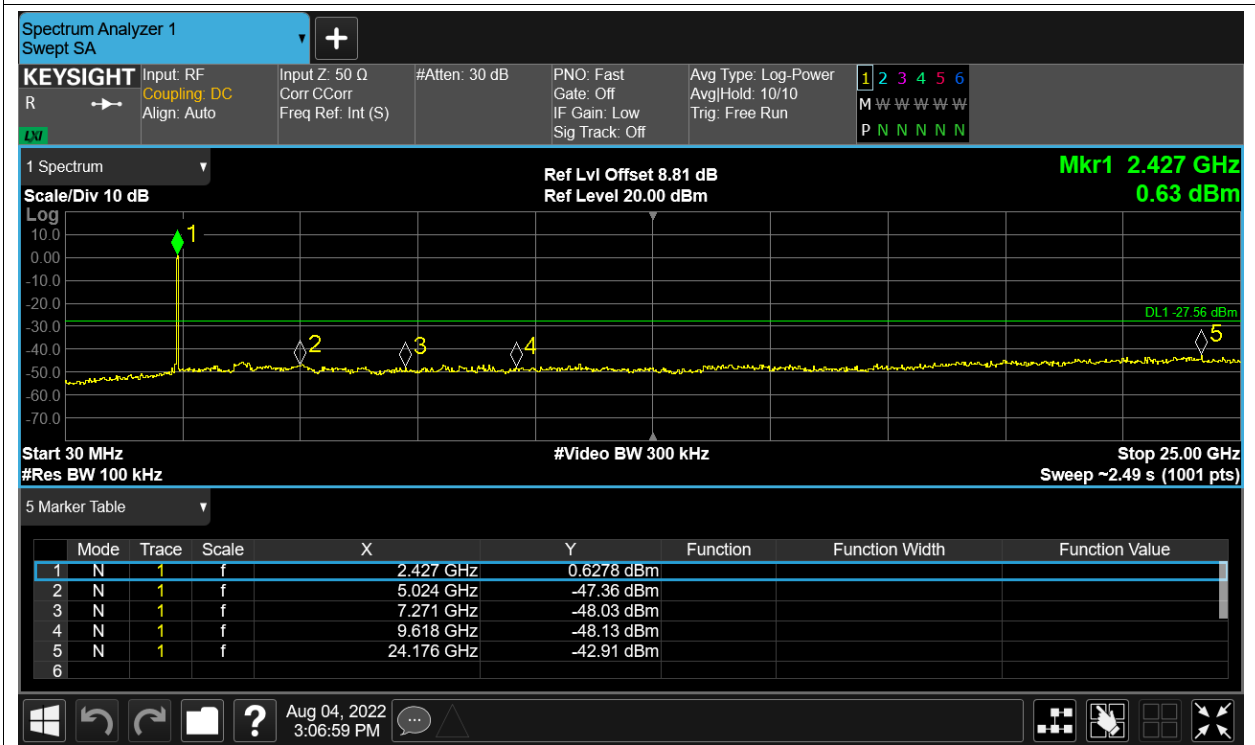 Spectrum Analyzer 1
Swept SA
KEYSIGHT
R
LXI
Input: RF
Coupling: DC
Align: Auto
Input Z: 50 Ω
Corr CCorr
Freq Ref: Int (S)
#Atten: 30 dB
PNO: Fast
Gate: Off
IF Gain: Low
Sig Track: Off
Avg Type: Log-Power
Avg|Hold: 10/10
Trig: Free Run
1 2 3 4 5 6
M W W W W W
P N N N N N
1 Spectrum
Scale/Div 10 dB
Ref Lvl Offset 8.81 dB
Ref Level 20.00 dBm
Mkr1 2.427 GHz
0.63 dBm
Log
10.0
0.00
-10.0
-20.0
-30.0
-40.0
-50.0
-60.0
-70.0
1
2
3
4
5
DL1 -27.56 dBm
Start 30 MHz
#Video BW 300 kHz
Stop 25.00 GHz
#Res BW 100 kHz
Sweep ~2.49 s (1001 pts)
5 Marker Table
Mode Trace Scale X Y Function Function Width Function Value
1 N 1 f 2.427 GHz 0.6278 dBm
2 N 1 f 5.024 GHz -47.36 dBm
3 N 1 f 7.271 GHz -48.03 dBm
4 N 1 f 9.618 GHz -48.13 dBm
5 N 1 f 24.176 GHz -42.91 dBm
6
?
Aug 04, 2022
3:06:59 PM